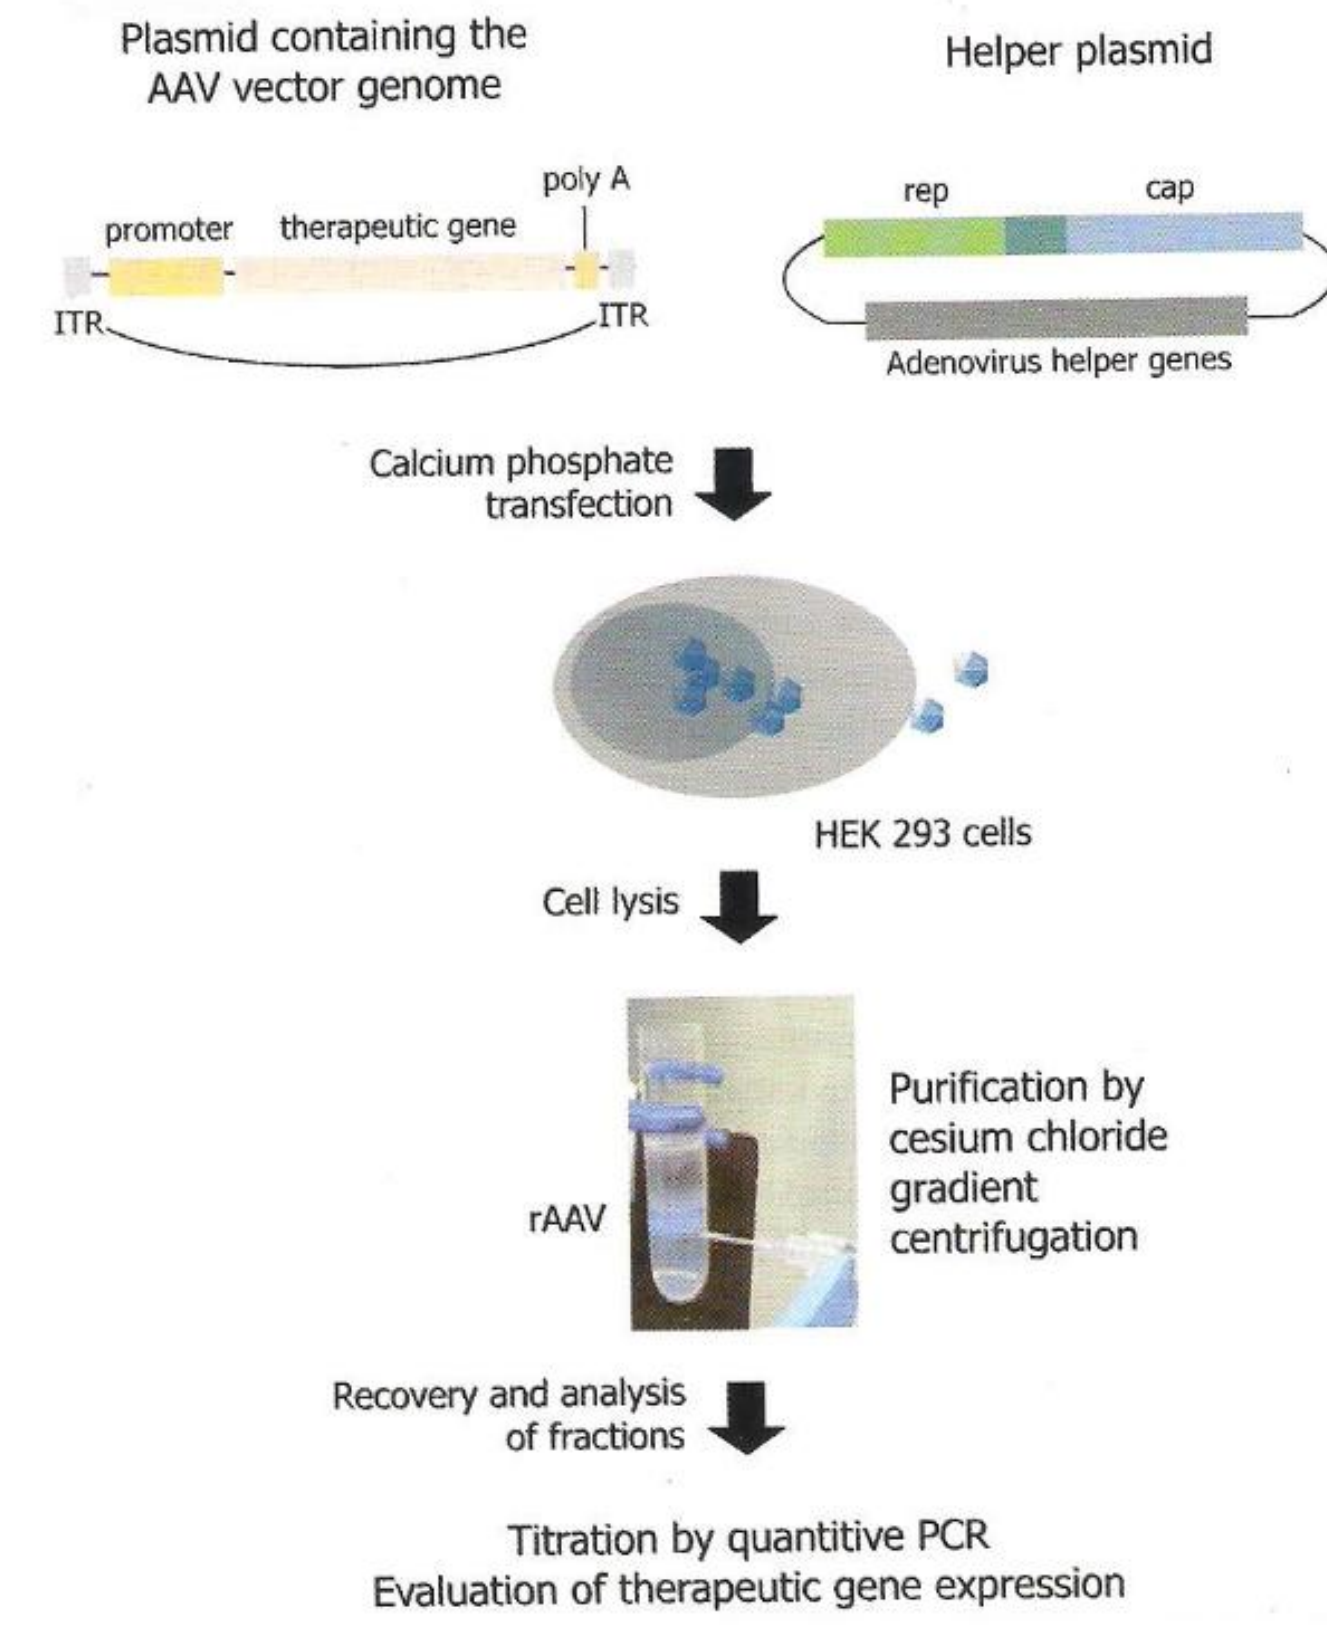 Plasmid containing the
AAV vector genome
Helper plasmid
poly A
promoter
therapeutic gene
ITR
ITR
rep
cap
Adenovirus helper genes
Calcium phosphate
transfection
HEK 293 cells
Cell lysis
rAAV
Purification by
cesium chloride
gradient
centrifugation
Recovery and analysis
of fractions
Titration by quantitive PCR
Evaluation of therapeutic gene expression